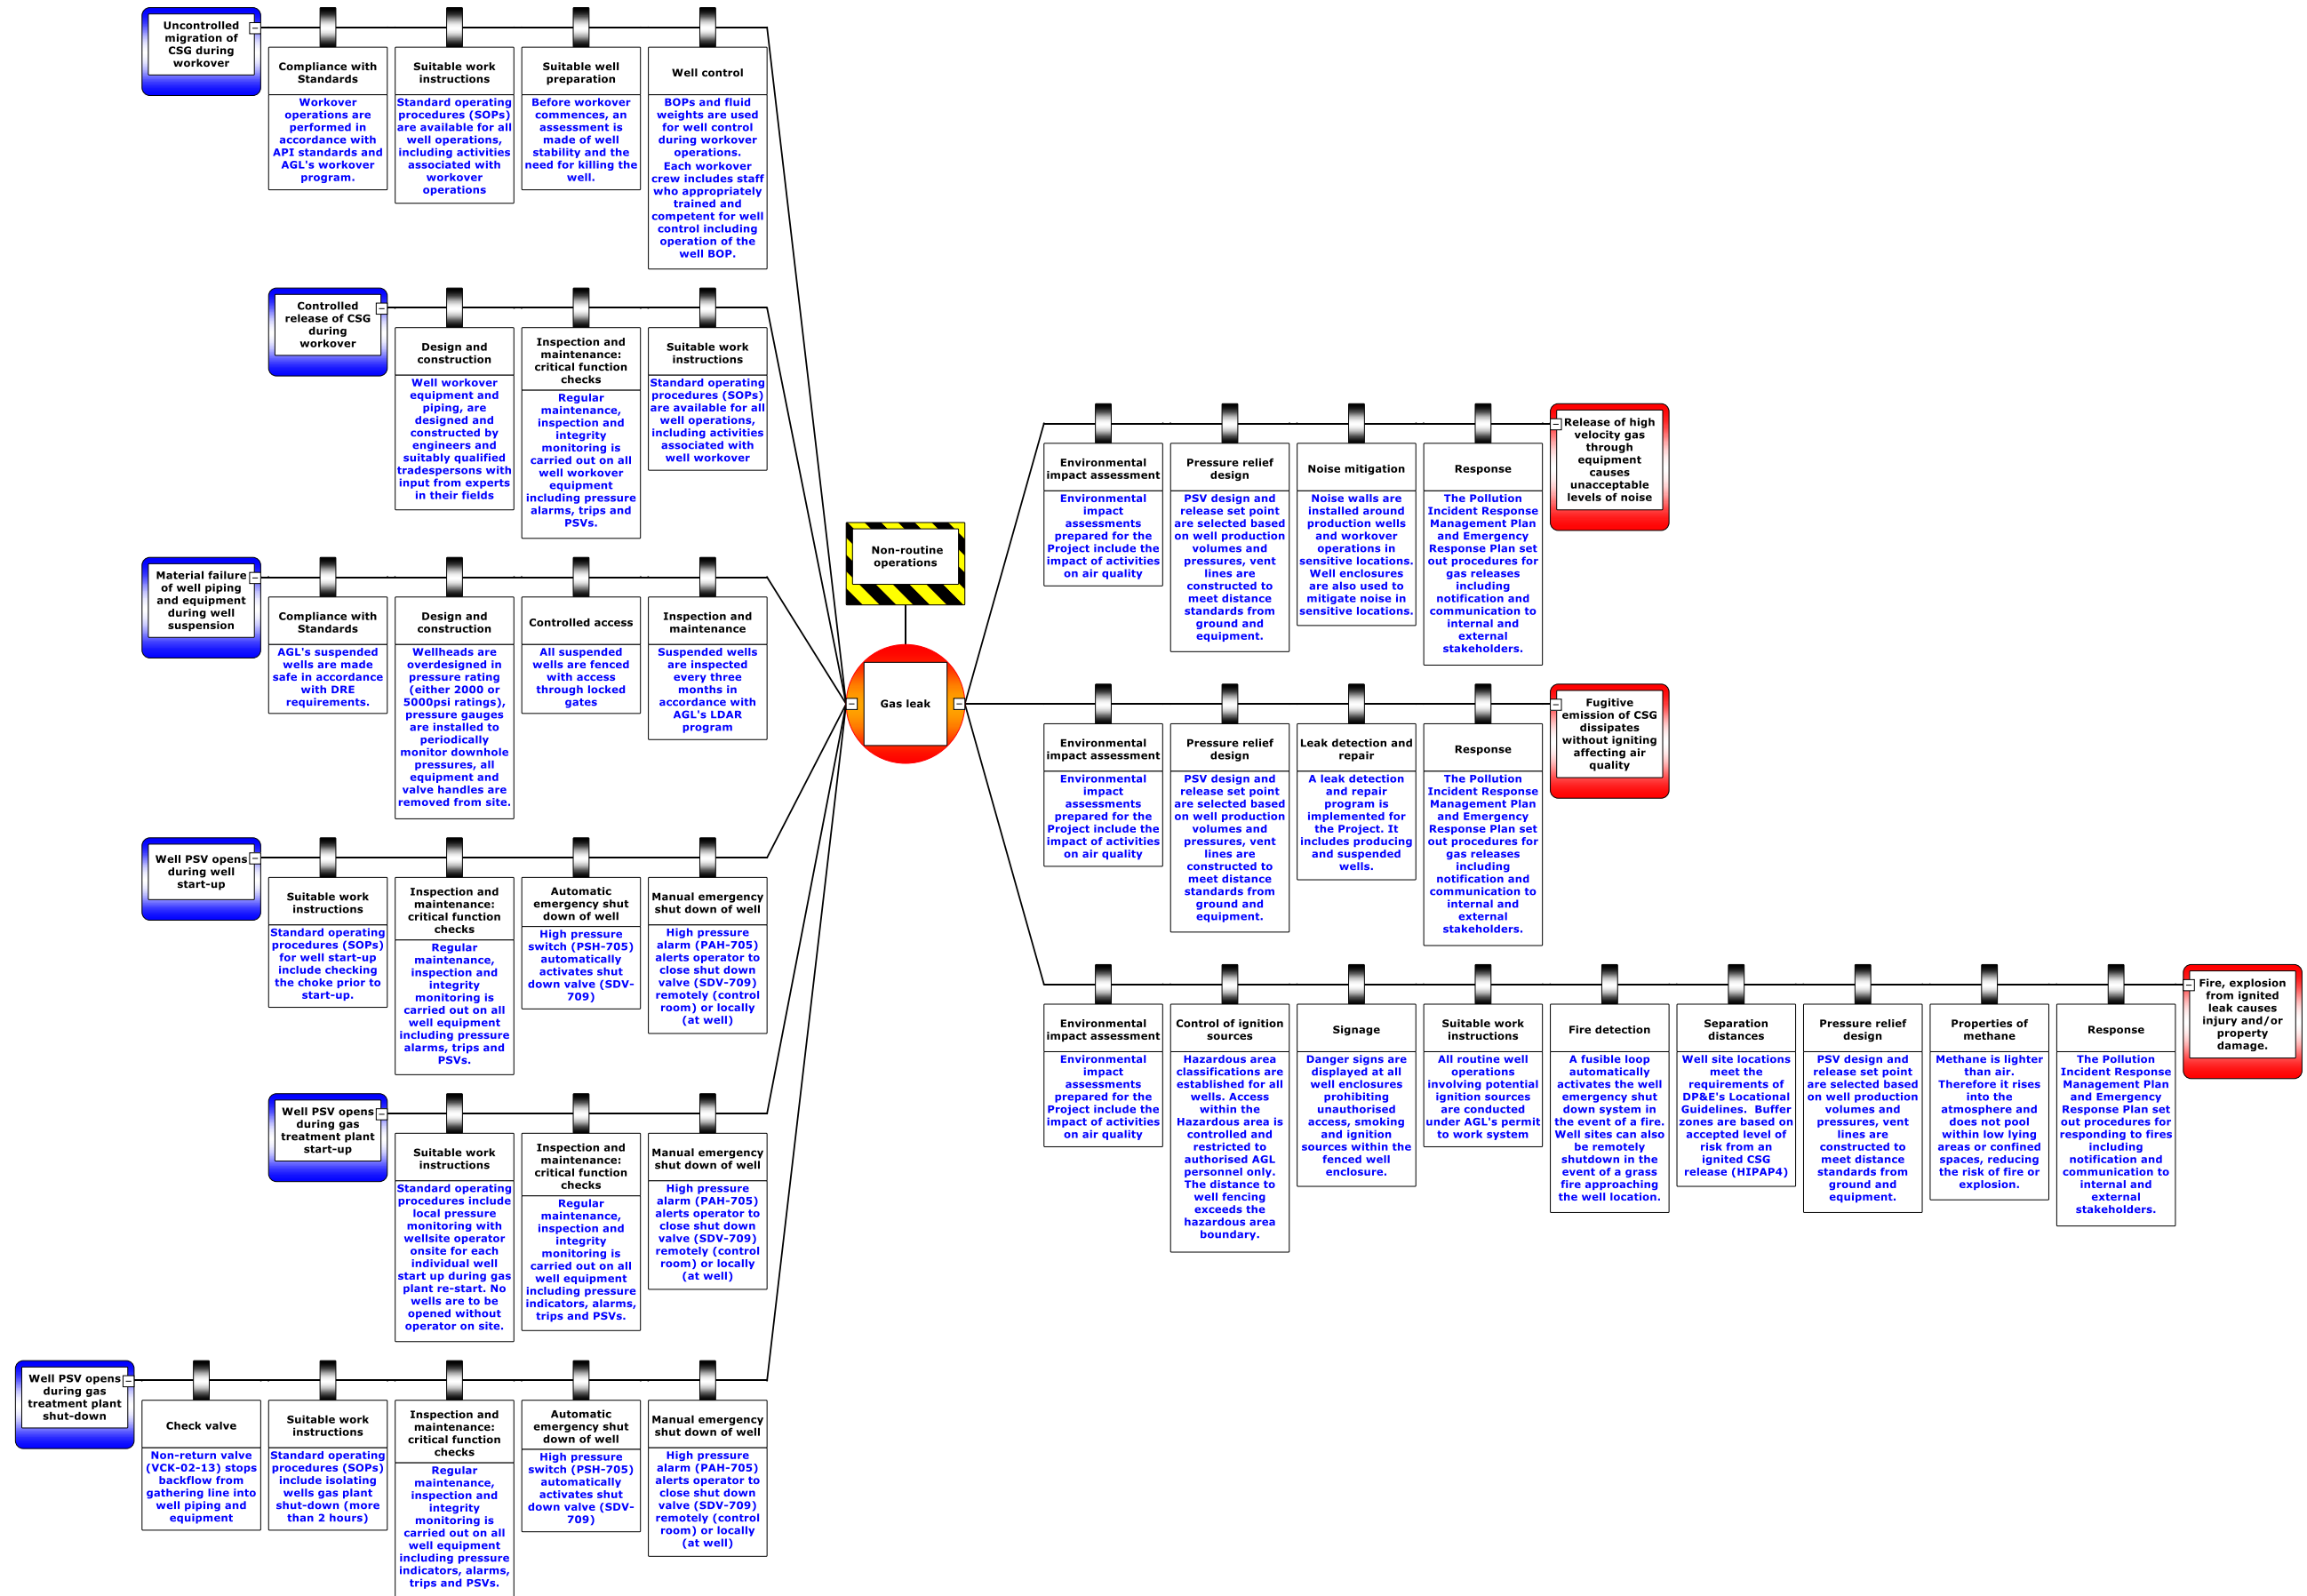 Uncontrolled
migration of
CSG during
workover
Compliance with
Standards
Workover
operations are
performed in
accordance with
API standards and
AGL's workover
program.
Suitable work
instructions
Standard operating
procedures (SOPs)
are available for all
well operations,
including activities
associated with
workover
operations
Suitable well
preparation
Before workover
commences, an
assessment is
made of well
stability and the
need for killing the
well.
Well control
BOPs and fluid
weights are used
for well control
during workover
operations.
Each workover
crew includes staff
who appropriately
trained and
competent for well
control including
operation of the
well BOP.
Controlled
release of CSG
during
workover
Design and
construction
Well workover
equipment and
piping, are
designed and
constructed by
engineers and
suitably qualified
tradespersons with
input from experts
in their fields
Inspection and
maintenance:
critical function
checks
Regular
maintenance,
inspection and
integrity
monitoring is
carried out on all
well workover
equipment
including pressure
alarms, trips and
PSVs.
Suitable work
instructions
Standard operating
procedures (SOPs)
are available for all
well operations,
including activities
associated with
well workover
Material failure
of well piping
and equipment
during well
suspension
Compliance with
Standards
AGL's suspended
wells are made
safe in accordance
with DRE
requirements.
Design and
construction
Wellheads are
overdesigned in
pressure rating
(either 2000 or
5000psi ratings),
pressure gauges
are installed to
periodically
monitor downhole
pressures, all
equipment and
valve handles are
removed from site.
Controlled access
All suspended
wells are fenced
with access
through locked
gates
Inspection and
maintenance
Suspended wells
are inspected
every three
months in
accordance with
AGL's LDAR
program
Well PSV opens
during well
start-up
Suitable work
instructions
Standard operating
procedures (SOPs)
for well start-up
include checking
the choke prior to
start-up.
Inspection and
maintenance:
critical function
checks
Regular
maintenance,
inspection and
integrity
monitoring is
carried out on all
well equipment
including pressure
alarms, trips and
PSVs.
Automatic
emergency shut
down of well
High pressure
switch (PSH-705)
automatically
activates shut
down valve (SDV-
709)
Manual emergency
shut down of well
High pressure
alarm (PAH-705)
alerts operator to
close shut down
valve (SDV-709)
remotely (control
room) or locally
(at well)
Well PSV opens
during gas
treatment plant
start-up
Suitable work
instructions
Standard operating
procedures include
local pressure
monitoring with
wellsite operator
onsite for each
individual well
start up during gas
plant re-start. No
wells are to be
opened without
operator on site.
Inspection and
maintenance:
critical function
checks
Regular
maintenance,
inspection and
integrity
monitoring is
carried out on all
well equipment
including pressure
indicators, alarms,
trips and PSVs.
Manual emergency
shut down of well
High pressure
alarm (PAH-705)
alerts operator to
close shut down
valve (SDV-709)
remotely (control
room) or locally
(at well)
Well PSV opens
during gas
treatment plant
shut-down
Check valve
Non-return valve
(VCK-02-13) stops
backflow from
gathering line into
well piping and
equipment
Suitable work
instructions
Standard operating
procedures (SOPs)
include isolating
wells gas plant
shut-down (more
than 2 hours)
Inspection and
maintenance:
critical function
checks
Regular
maintenance,
inspection and
integrity
monitoring is
carried out on all
well equipment
including pressure
indicators, alarms,
trips and PSVs.
Automatic
emergency shut
down of well
High pressure
switch (PSH-705)
automatically
activates shut
down valve (SDV-
709)
Manual emergency
shut down of well
High pressure
alarm (PAH-705)
alerts operator to
close shut down
valve (SDV-709)
remotely (control
room) or locally
(at well)
Non-routine
operations
Gas leak
Environmental
impact assessment
Environmental
impact
assessments
prepared for the
Project include the
impact of activities
on air quality
Pressure relief
design
PSV design and
release set point
are selected based
on well production
volumes and
pressures, vent
lines are
constructed to
meet distance
standards from
ground and
equipment.
Noise mitigation
Noise walls are
installed around
production wells
and workover
operations in
sensitive locations.
Well enclosures
are also used to
mitigate noise in
sensitive locations.
Response
The Pollution
Incident Response
Management Plan
and Emergency
Response Plan set
out procedures for
gas releases
including
notification and
communication to
internal and
external
stakeholders.
Release of high
velocity gas
through
equipment
causes
unacceptable
levels of noise
Environmental
impact assessment
Environmental
impact
assessments
prepared for the
Project include the
impact of activities
on air quality
Pressure relief
design
PSV design and
release set point
are selected based
on well production
volumes and
pressures, vent
lines are
constructed to
meet distance
standards from
ground and
equipment.
Leak detection and
repair
A leak detection
and repair
program is
implemented for
the Project. It
includes producing
and suspended
wells.
Response
The Pollution
Incident Response
Management Plan
and Emergency
Response Plan set
out procedures for
gas releases
including
notification and
communication to
internal and
external
stakeholders.
Fugitive
emission of CSG
dissipates
without igniting
affecting air
quality
Environmental
impact assessment
Environmental
impact
assessments
prepared for the
Project include the
impact of activities
on air quality
Control of ignition
sources
Hazardous area
classifications are
established for all
wells. Access
within the
Hazardous area is
controlled and
restricted to
authorised AGL
personnel only.
The distance to
well fencing
exceeds the
hazardous area
boundary.
Signage
Danger signs are
displayed at all
well enclosures
prohibiting
unauthorised
access, smoking
and ignition
sources within the
fenced well
enclosure.
Suitable work
instructions
All routine well
operations
involving potential
ignition sources
are conducted
under AGL's permit
to work system
Fire detection
A fusible loop
automatically
activates the well
emergency shut
down system in
the event of a fire.
Well sites can also
be remotely
shutdown in the
event of a grass
fire approaching
the well location.
Separation
distances
Well site locations
meet the
requirements of
DP&E's Locational
Guidelines. Buffer
zones are based on
accepted level of
risk from an
ignited CSG
release (HIPAP4)
Pressure relief
design
PSV design and
release set point
are selected based
on well production
volumes and
pressures, vent
lines are
constructed to
meet distance
standards from
ground and
equipment.
Properties of
methane
Methane is lighter
than air.
Therefore it rises
into the
atmosphere and
does not pool
within low lying
areas or confined
spaces, reducing
the risk of fire or
explosion.
Response
The Pollution
Incident Response
Management Plan
and Emergency
Response Plan set
out procedures for
responding to fires
including
notification and
communication to
internal and
external
stakeholders.
Fire, explosion
from ignited
leak causes
injury and/or
property
damage.